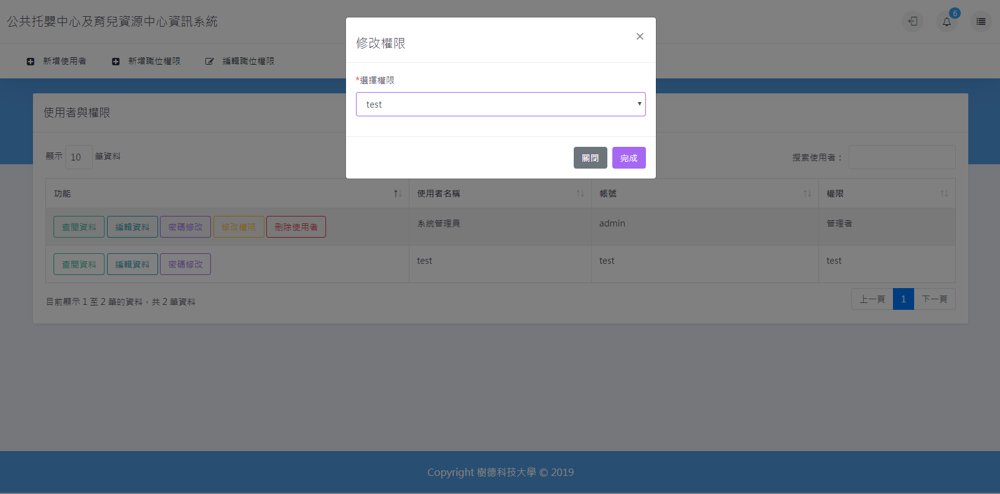 公共托嬰中心及育兒資源中心資訊系統
6
新增使用者 新增職位權限 編輯職位權限
修改權限 ×
*選擇權限
test
關閉 完成
使用者與權限
顯示 10 筆資料 搜索使用者：
功能 使用者名稱 帳號 權限
查閱資料 編輯資料 密碼修改 修改權限 刪除使用者 系統管理員 admin 管理者
查閱資料 編輯資料 密碼修改 test test test
目前顯示 1 至 2 筆的資料，共 2 筆資料 上一頁 1 下一頁
Copyright 樹德科技大學 © 2019